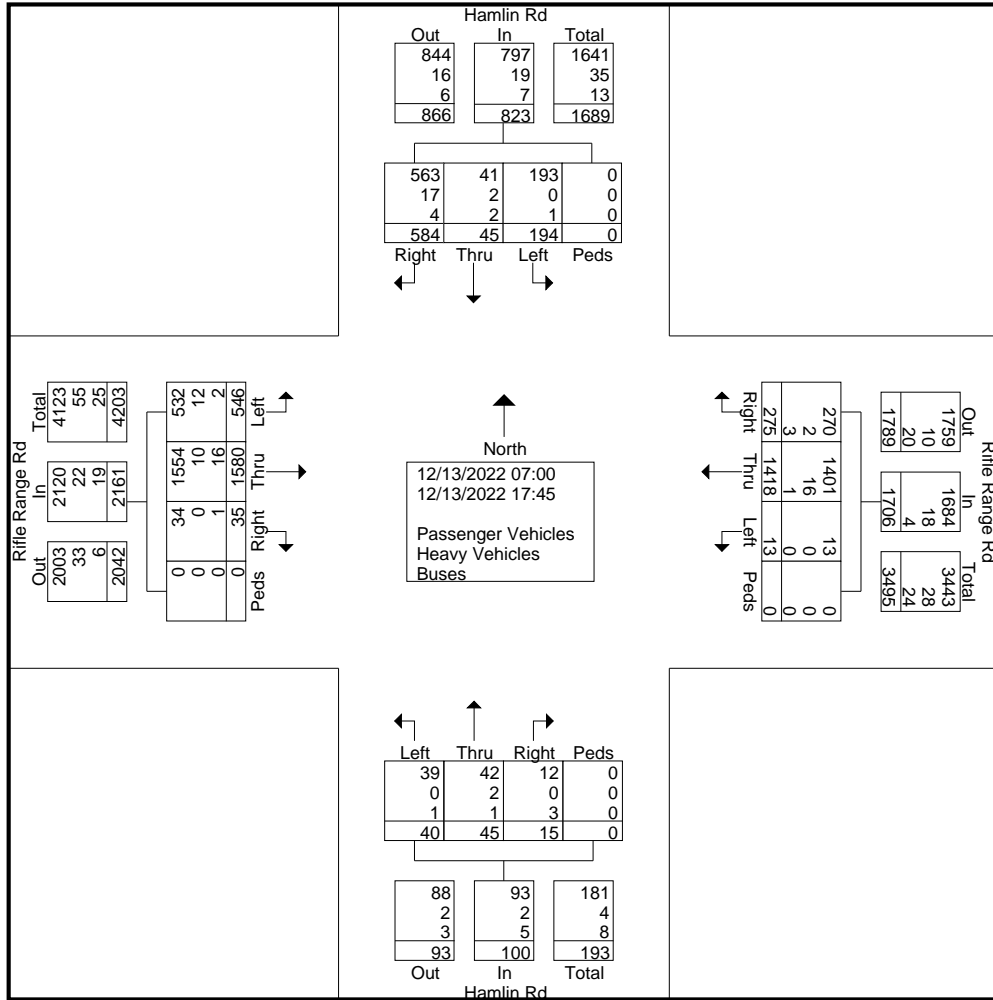 Hamlin Rd
Out In Total
844 797 1641
16 19 35
6 7 13
866 823 1689
563 41 193 0
17 2 0 0
4 2 1 0
584 45 194 0
Right Thru Left Peds
Rifle Range Rd
Total In Out
4123 2120 2003
55 22 33
25 19 6
4203 2161 2042
532 1554 34 0
12 10 0 0
2 16 1 0
546 1580 35 0
Left Thru Right Peds
North
12/13/2022 07:00
12/13/2022 17:45
Passenger Vehicles
Heavy Vehicles
Buses
Rifle Range Rd
Out In Total
1759 1684 3443
10 18 28
20 4 24
1789 1706 3495
270 1401 13 0
2 16 0 0
3 1 0 0
275 1418 13 0
Right Thru Left Peds
Left Thru Right Peds
39 42 12 0
0 2 0 0
1 1 3 0
40 45 15 0
88 93 181
2 2 4
3 5 8
93 100 193
Out In Total
Hamlin Rd